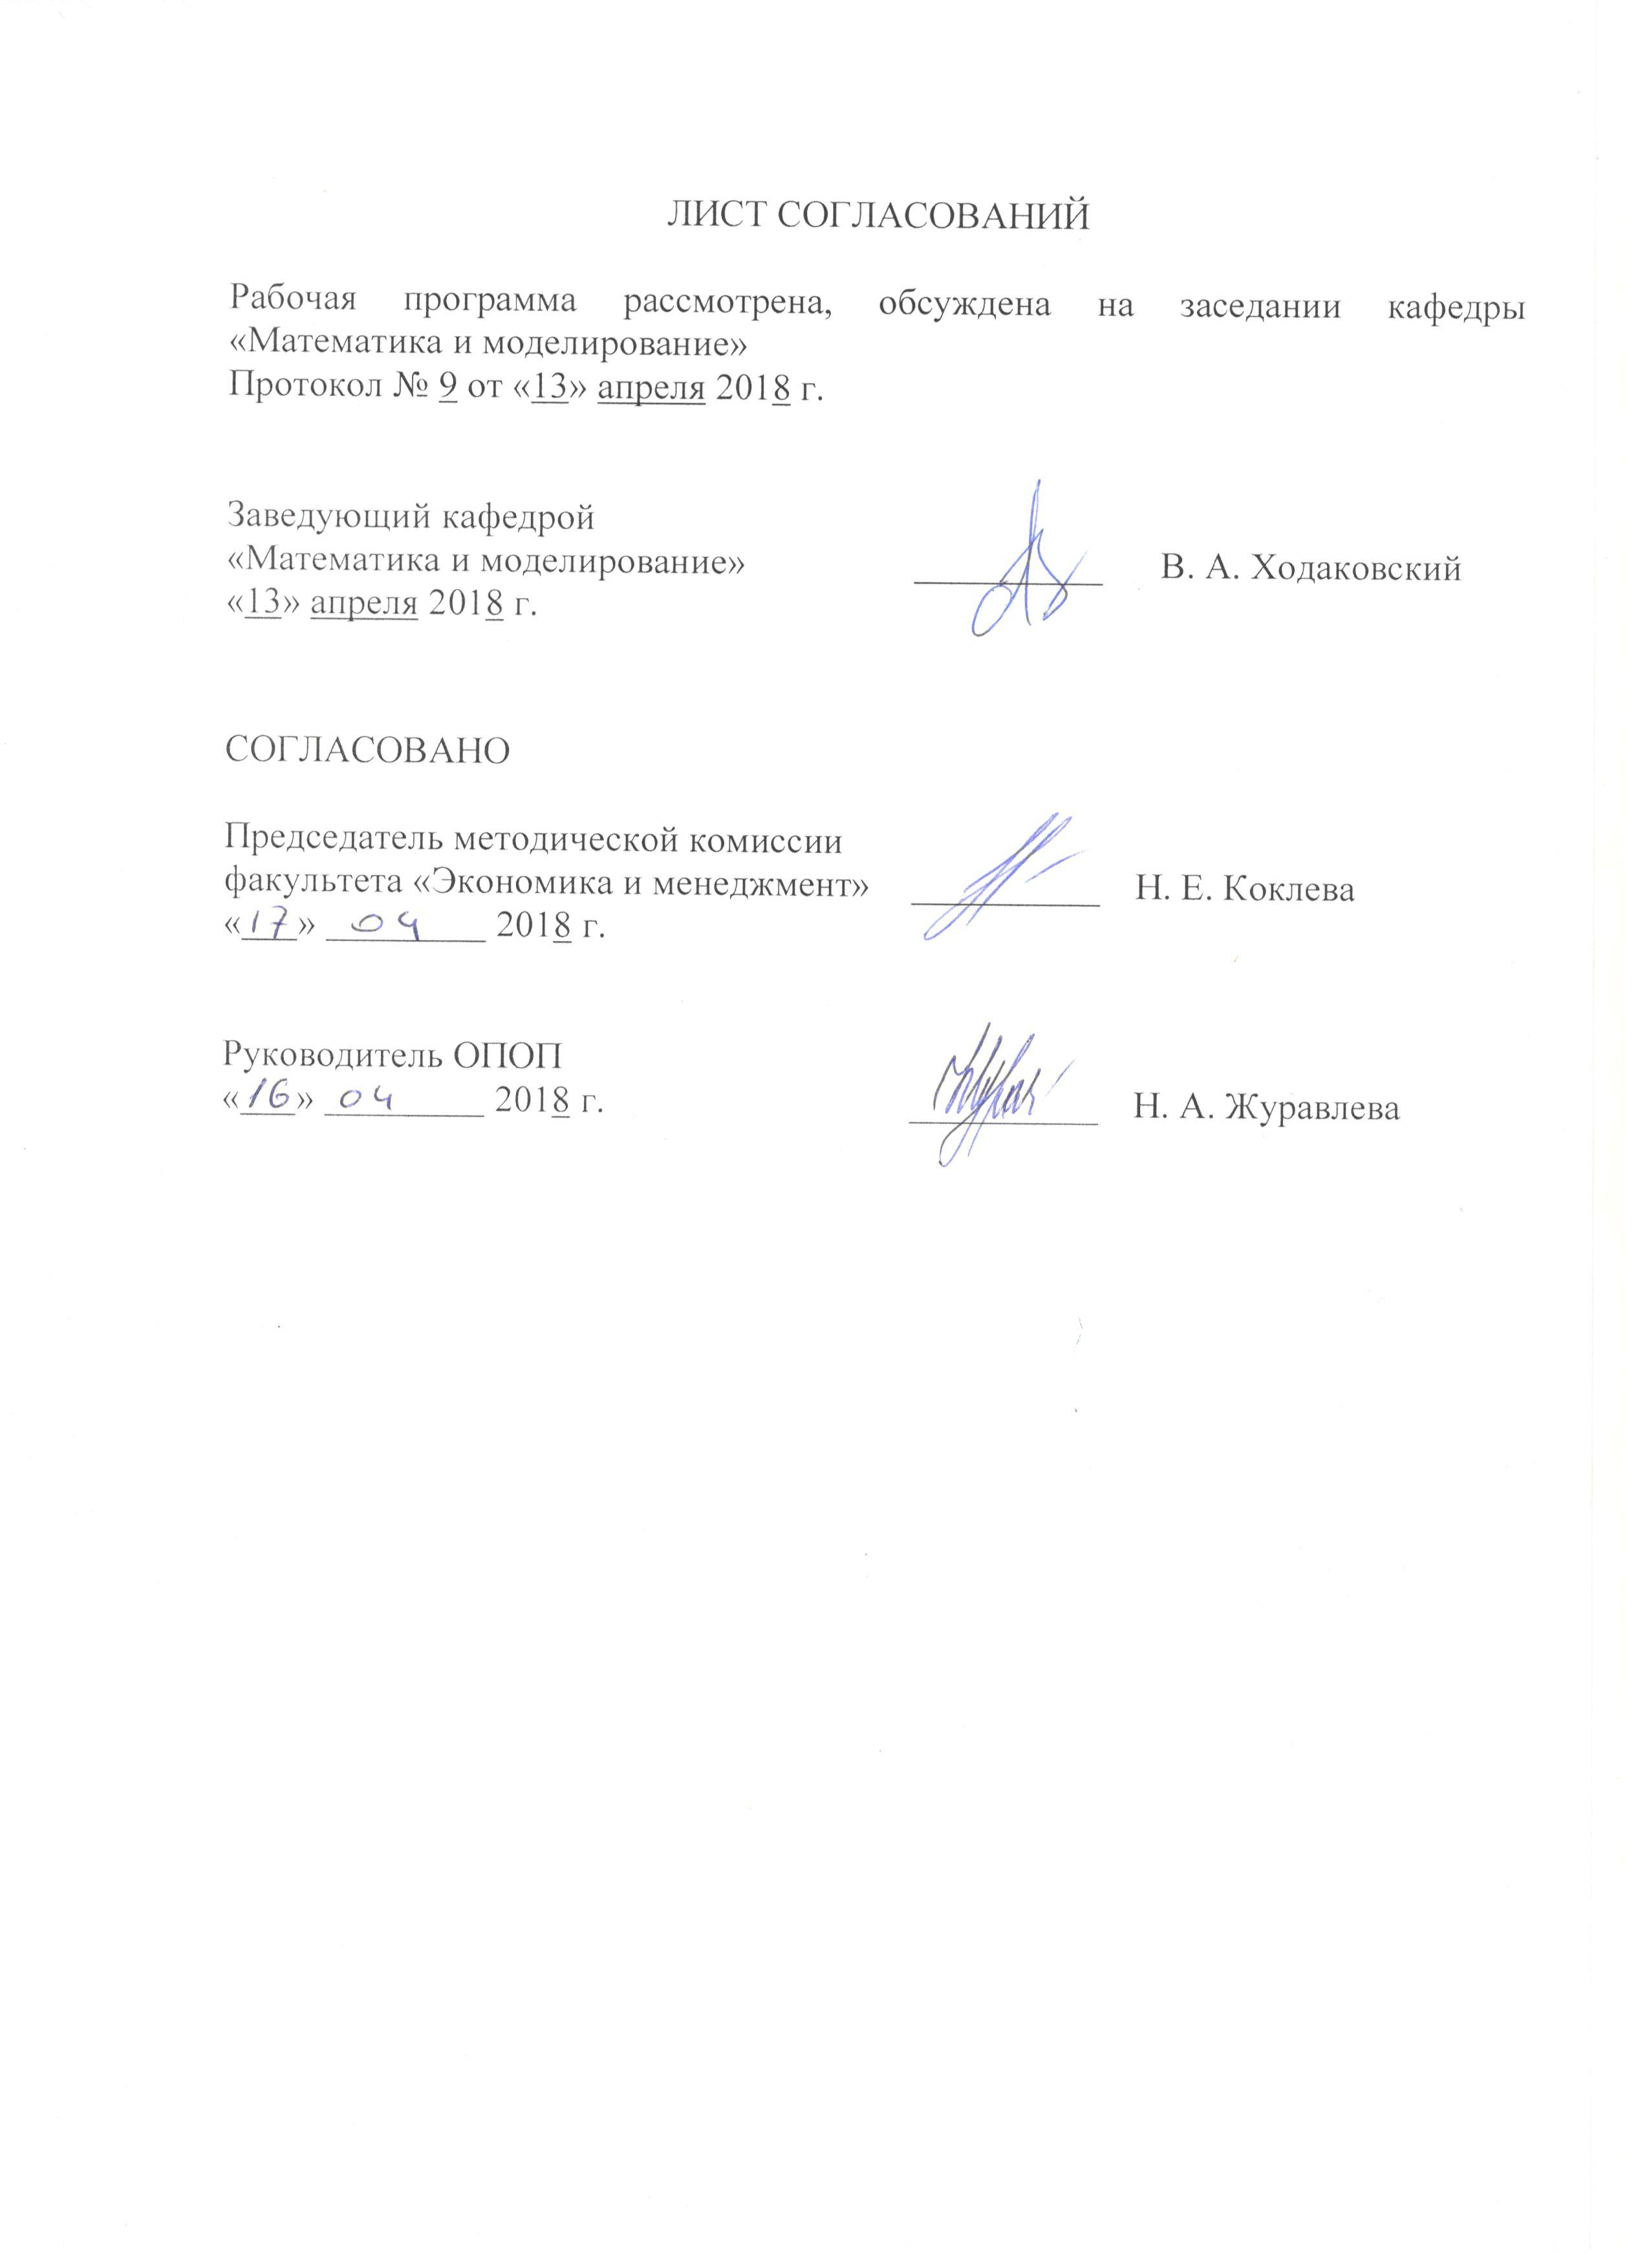 ЛИСТ СОГЛАСОВАНИЙ
Рабочая программа рассмотрена, обсуждена на заседании кафедры
«Математика и моделирование»
Протокол № 9 от «13» апреля 2018 г.
Заведующий кафедрой
«Математика и моделирование» В. А. Ходаковский
«13» апреля 2018 г.
СОГЛАСОВАНО
Председатель методической комиссии
факультета «Экономика и менеджмент» Н. Е. Коклева
«17» 04 2018 г.
Руководитель ОПОП
«16» 04 2018 г. Н. А. Журавлева